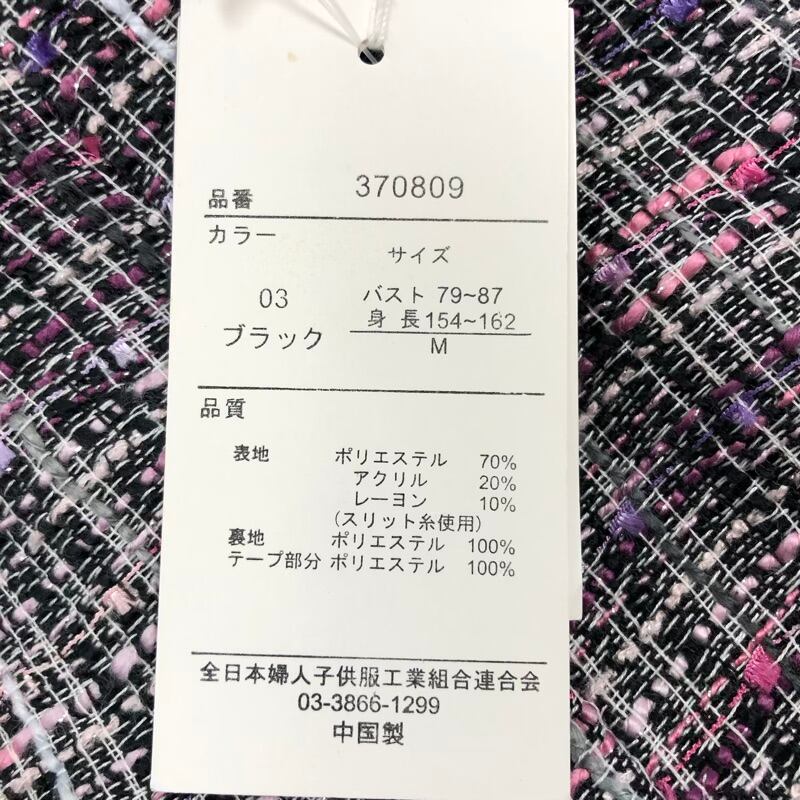 品番 370809
カラー
サイズ
03
バスト 79~87
ブラック
身 長 154~162
M
品質
表地 ポリエステル 70%
アクリル 20%
レーヨン 10%
(スリット糸使用)
裏地 ポリエステル 100%
テープ部分 ポリエステル 100%
全日本婦人子供服工業組合連合会
03-3866-1299
中国製